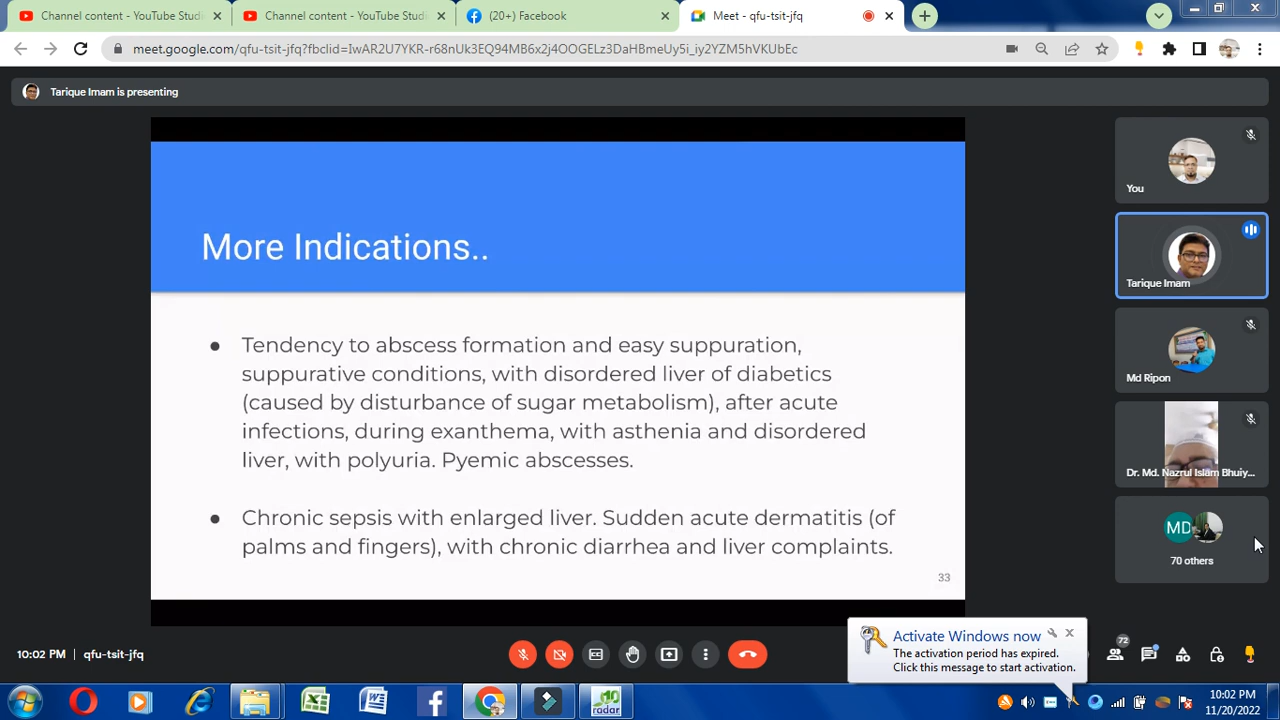 Channel content - YouTube Studi
Channel content - YouTube Studi
(20+) Facebook
Meet - qfu-tsit-jfq
meet.google.com/qfu-tsit-jfq?fbclid=IwAR2U7YKR-r68nUk3EQ94MB6x2j4OOGELz3DaHBmeUy5i_iy2YZM5hVKUbEc
Tarique Imam is presenting
More Indications..
● Tendency to abscess formation and easy suppuration,
suppurative conditions, with disordered liver of diabetics
(caused by disturbance of sugar metabolism), after acute
infections, during exanthema, with asthenia and disordered
liver, with polyuria. Pyemic abscesses.
● Chronic sepsis with enlarged liver. Sudden acute dermatitis (of
palms and fingers), with chronic diarrhea and liver complaints.
33
You
Tarique Imam
Md Ripon
Dr. Md. Nazrul Islam Bhuiy...
MD
70 others
Activate Windows now
The activation period has expired.
Click this message to start activation.
10:02 PM | qfu-tsit-jfq
72
10
radar
10:02 PM
11/20/2022